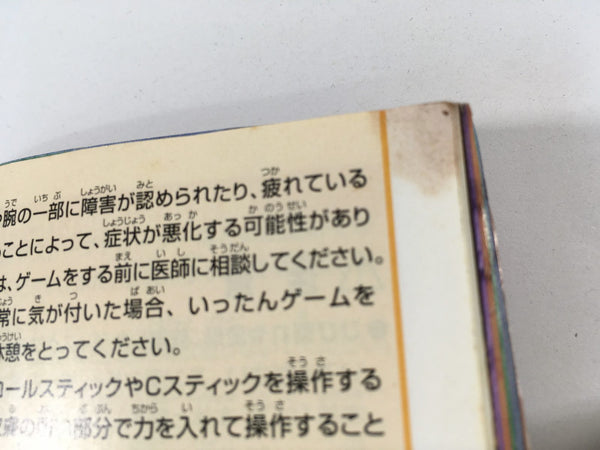 腕の一部に障害が認められたり、疲れている
ことによって、症状が悪化する可能性があり
は、ゲームをする前に医師に相談してください。
常に気が付いた場合、いったんゲームを
憩をとってください。
ロールスティックやCスティックを操作する
部分で力を入れて操作すること